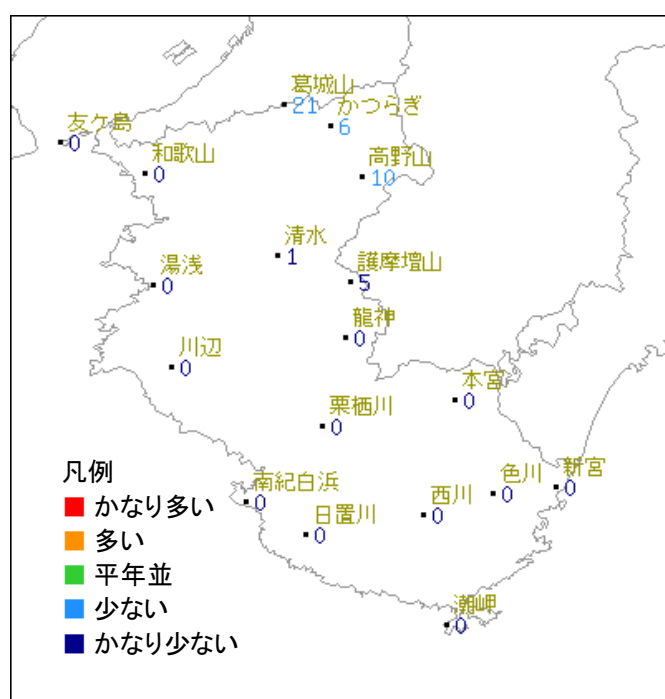 葛城山
21
かつらぎ
6
友ケ島
0
和歌山
0
高野山
10
清水
1
護摩壇山
5
湯浅
0
龍神
0
川辺
0
本宮
0
栗栖川
0
南紀白浜
0
日置川
0
西川
0
色川
0
新宮
0
潮岬
0
凡例
かなり多い
多い
平年並
少ない
かなり少ない